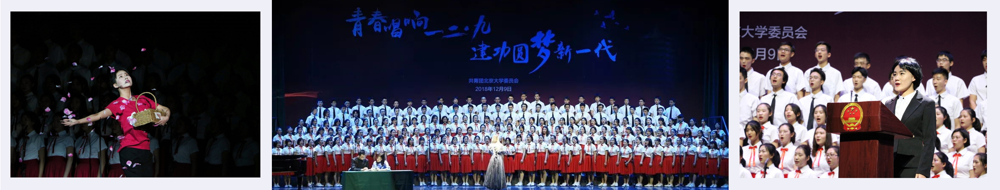 青春唱响一二·九
建功圆梦新一代
共青团北京大学委员会
2018年12月9日
京大学委员会
月9日